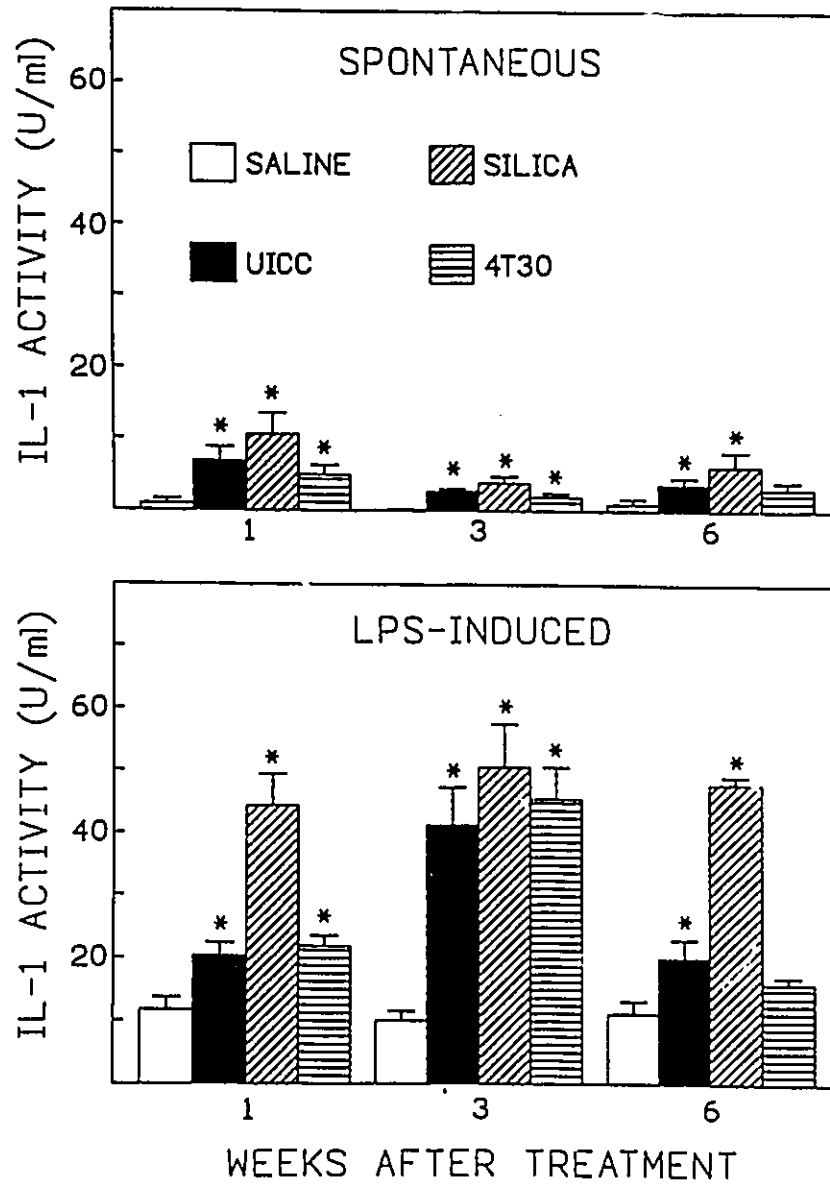 SPONTANEOUS
IL-1 ACTIVITY (U/ml)
60
40
20
SALINE
SILICA
UICC
4T30
* * *
* * *
* *
1 3 6
LPS-INDUCED
IL-1 ACTIVITY (U/ml)
60
40
20
* * *
* * *
* *
1 3 6
WEEKS AFTER TREATMENT